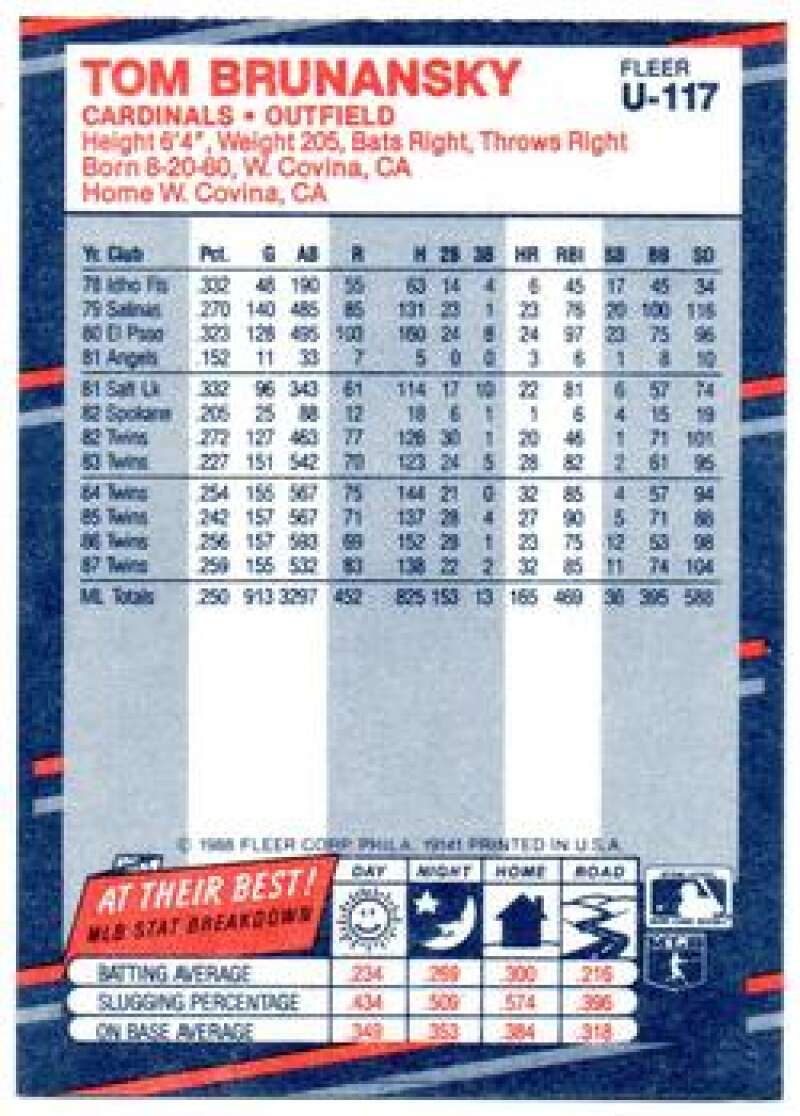 TOM BRUNANSKY
FLEER
U-117
CARDINALS • OUTFIELD
Height 6'4", Weight 205, Bats Right, Throws Right
Born 8-20-60, W. Covina, CA
Home W. Covina, CA
Yr. Club Pct. G AB R H 2B 3B HR RBI SB BB SO
78 Idho Fls .332 48 190 55 63 14 4 6 45 17 45 34
79 Salinas .270 140 485 85 131 23 1 23 76 20 100 116
80 El Paso .323 128 495 103 160 24 8 24 97 23 75 96
81 Angels .152 11 33 7 5 0 0 3 6 1 8 10
81 Salt Lk .332 96 343 61 114 17 10 22 81 6 57 74
82 Spokane .205 25 88 12 18 6 1 1 6 4 15 19
82 Twins .272 127 463 77 126 30 1 20 46 1 71 101
83 Twins .227 151 542 70 123 24 5 28 82 2 61 95
84 Twins .254 155 567 75 144 21 0 32 85 4 57 94
85 Twins .242 157 567 71 137 28 4 27 90 5 71 86
86 Twins .256 157 593 69 152 28 1 23 75 12 53 98
87 Twins .259 155 532 83 138 22 2 32 85 11 74 104
ML Totals .250 913 3297 452 825 153 13 165 469 36 395 588
© 1988 FLEER CORP. PHILA. 19141 PRINTED IN U.S.A.
AT THEIR BEST!
MLB STAT BREAKDOWN
DAY NIGHT HOME ROAD
BATTING AVERAGE .234 .269 .300 .216
SLUGGING PERCENTAGE .434 .509 .574 .396
ON BASE AVERAGE .349 .353 .384 .318